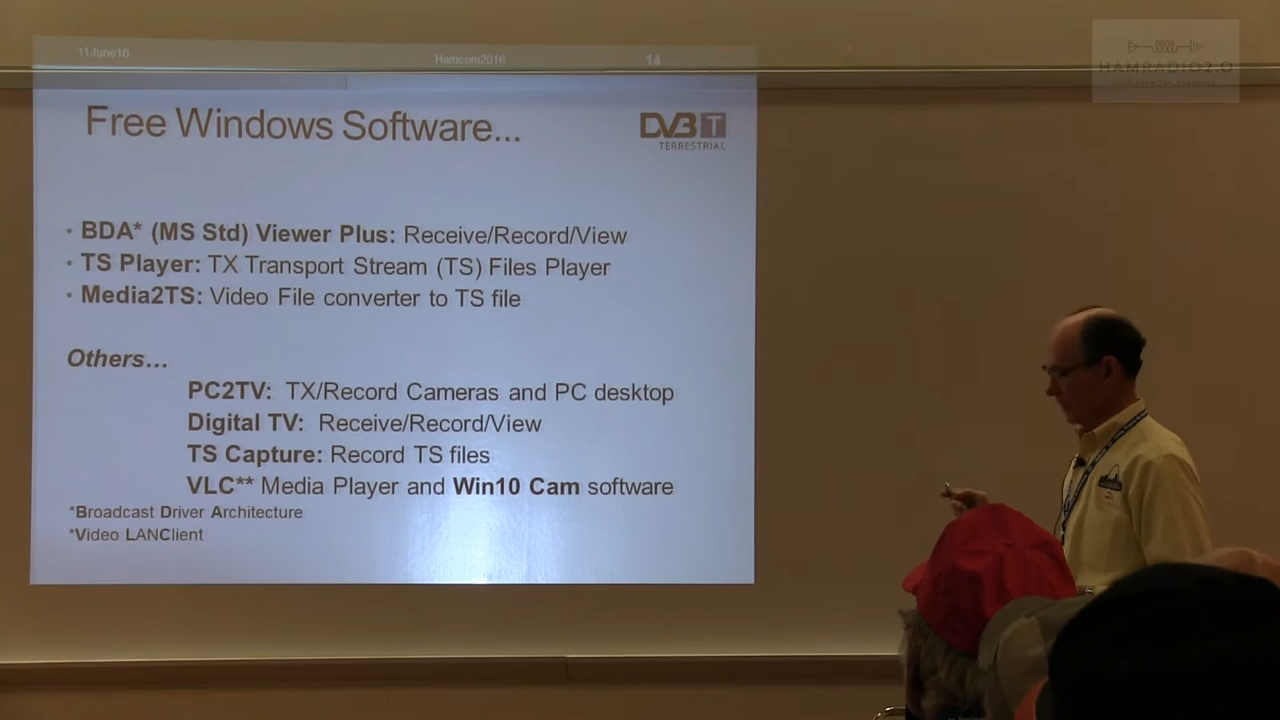 11June16 Hamcom2016 14
HAMRADIO2.0
Free Windows Software...
DVB T
TERRESTRIAL
• BDA* (MS Std) Viewer Plus: Receive/Record/View
• TS Player: TX Transport Stream (TS) Files Player
• Media2TS: Video File converter to TS file
Others...
PC2TV: TX/Record Cameras and PC desktop
Digital TV: Receive/Record/View
TS Capture: Record TS files
VLC** Media Player and Win10 Cam software
*Broadcast Driver Architecture
*Video LANClient